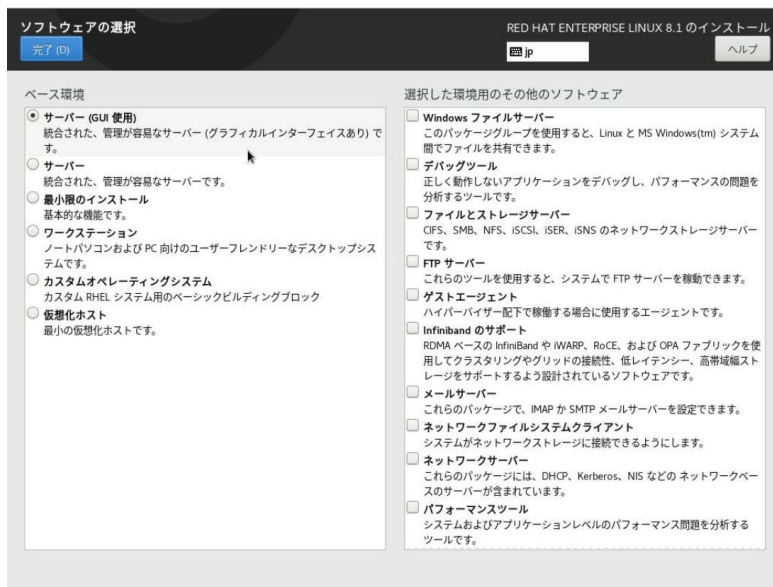 ソフトウェアの選択
完了 (D)
RED HAT ENTERPRISE LINUX 8.1 のインストール
jp
ヘルプ
ベース環境
サーバー (GUI 使用)
統合された、管理が容易なサーバー (グラフィカルインターフェイスあり) で
す。
サーバー
統合された、管理が容易なサーバーです。
最小限のインストール
基本的な機能です。
ワークステーション
ノートパソコンおよび PC 向けのユーザーフレンドリーなデスクトップシス
テムです。
カスタムオペレーティングシステム
カスタム RHEL システム用のベーシックビルディングブロック
仮想化ホスト
最小の仮想化ホストです。
選択した環境用のその他のソフトウェア
Windows ファイルサーバー
このパッケージグループを使用すると、Linux と MS Windows(tm) システム
間でファイルを共有できます。
デバッグツール
正しく動作しないアプリケーションをデバッグし、パフォーマンスの問題を
分析するツールです。
ファイルとストレージサーバー
CIFS、SMB、NFS、iSCSI、iSER、iSNS のネットワークストレージサーバー
です。
FTP サーバー
これらのツールを使用すると、システムで FTP サーバーを稼動できます。
ゲストエージェント
ハイパーバイザー配下で稼働する場合に使用するエージェントです。
Infiniband のサポート
RDMA ベースの InfiniBand や iWARP、RoCE、および OPA ファブリックを使
用してクラスタリングやグリッドの接続性、低レイテンシー、高帯域幅スト
レージをサポートするよう設計されているソフトウェアです。
メールサーバー
これらのパッケージで、IMAP か SMTP メールサーバーを設定できます。
ネットワークファイルシステムクライアント
システムがネットワークストレージに接続できるようにします。
ネットワークサーバー
これらのパッケージには、DHCP、Kerberos、NIS などの ネットワークベー
スのサーバーが含まれています。
パフォーマンスツール
システムおよびアプリケーションレベルのパフォーマンス問題を分析する
ツールです。